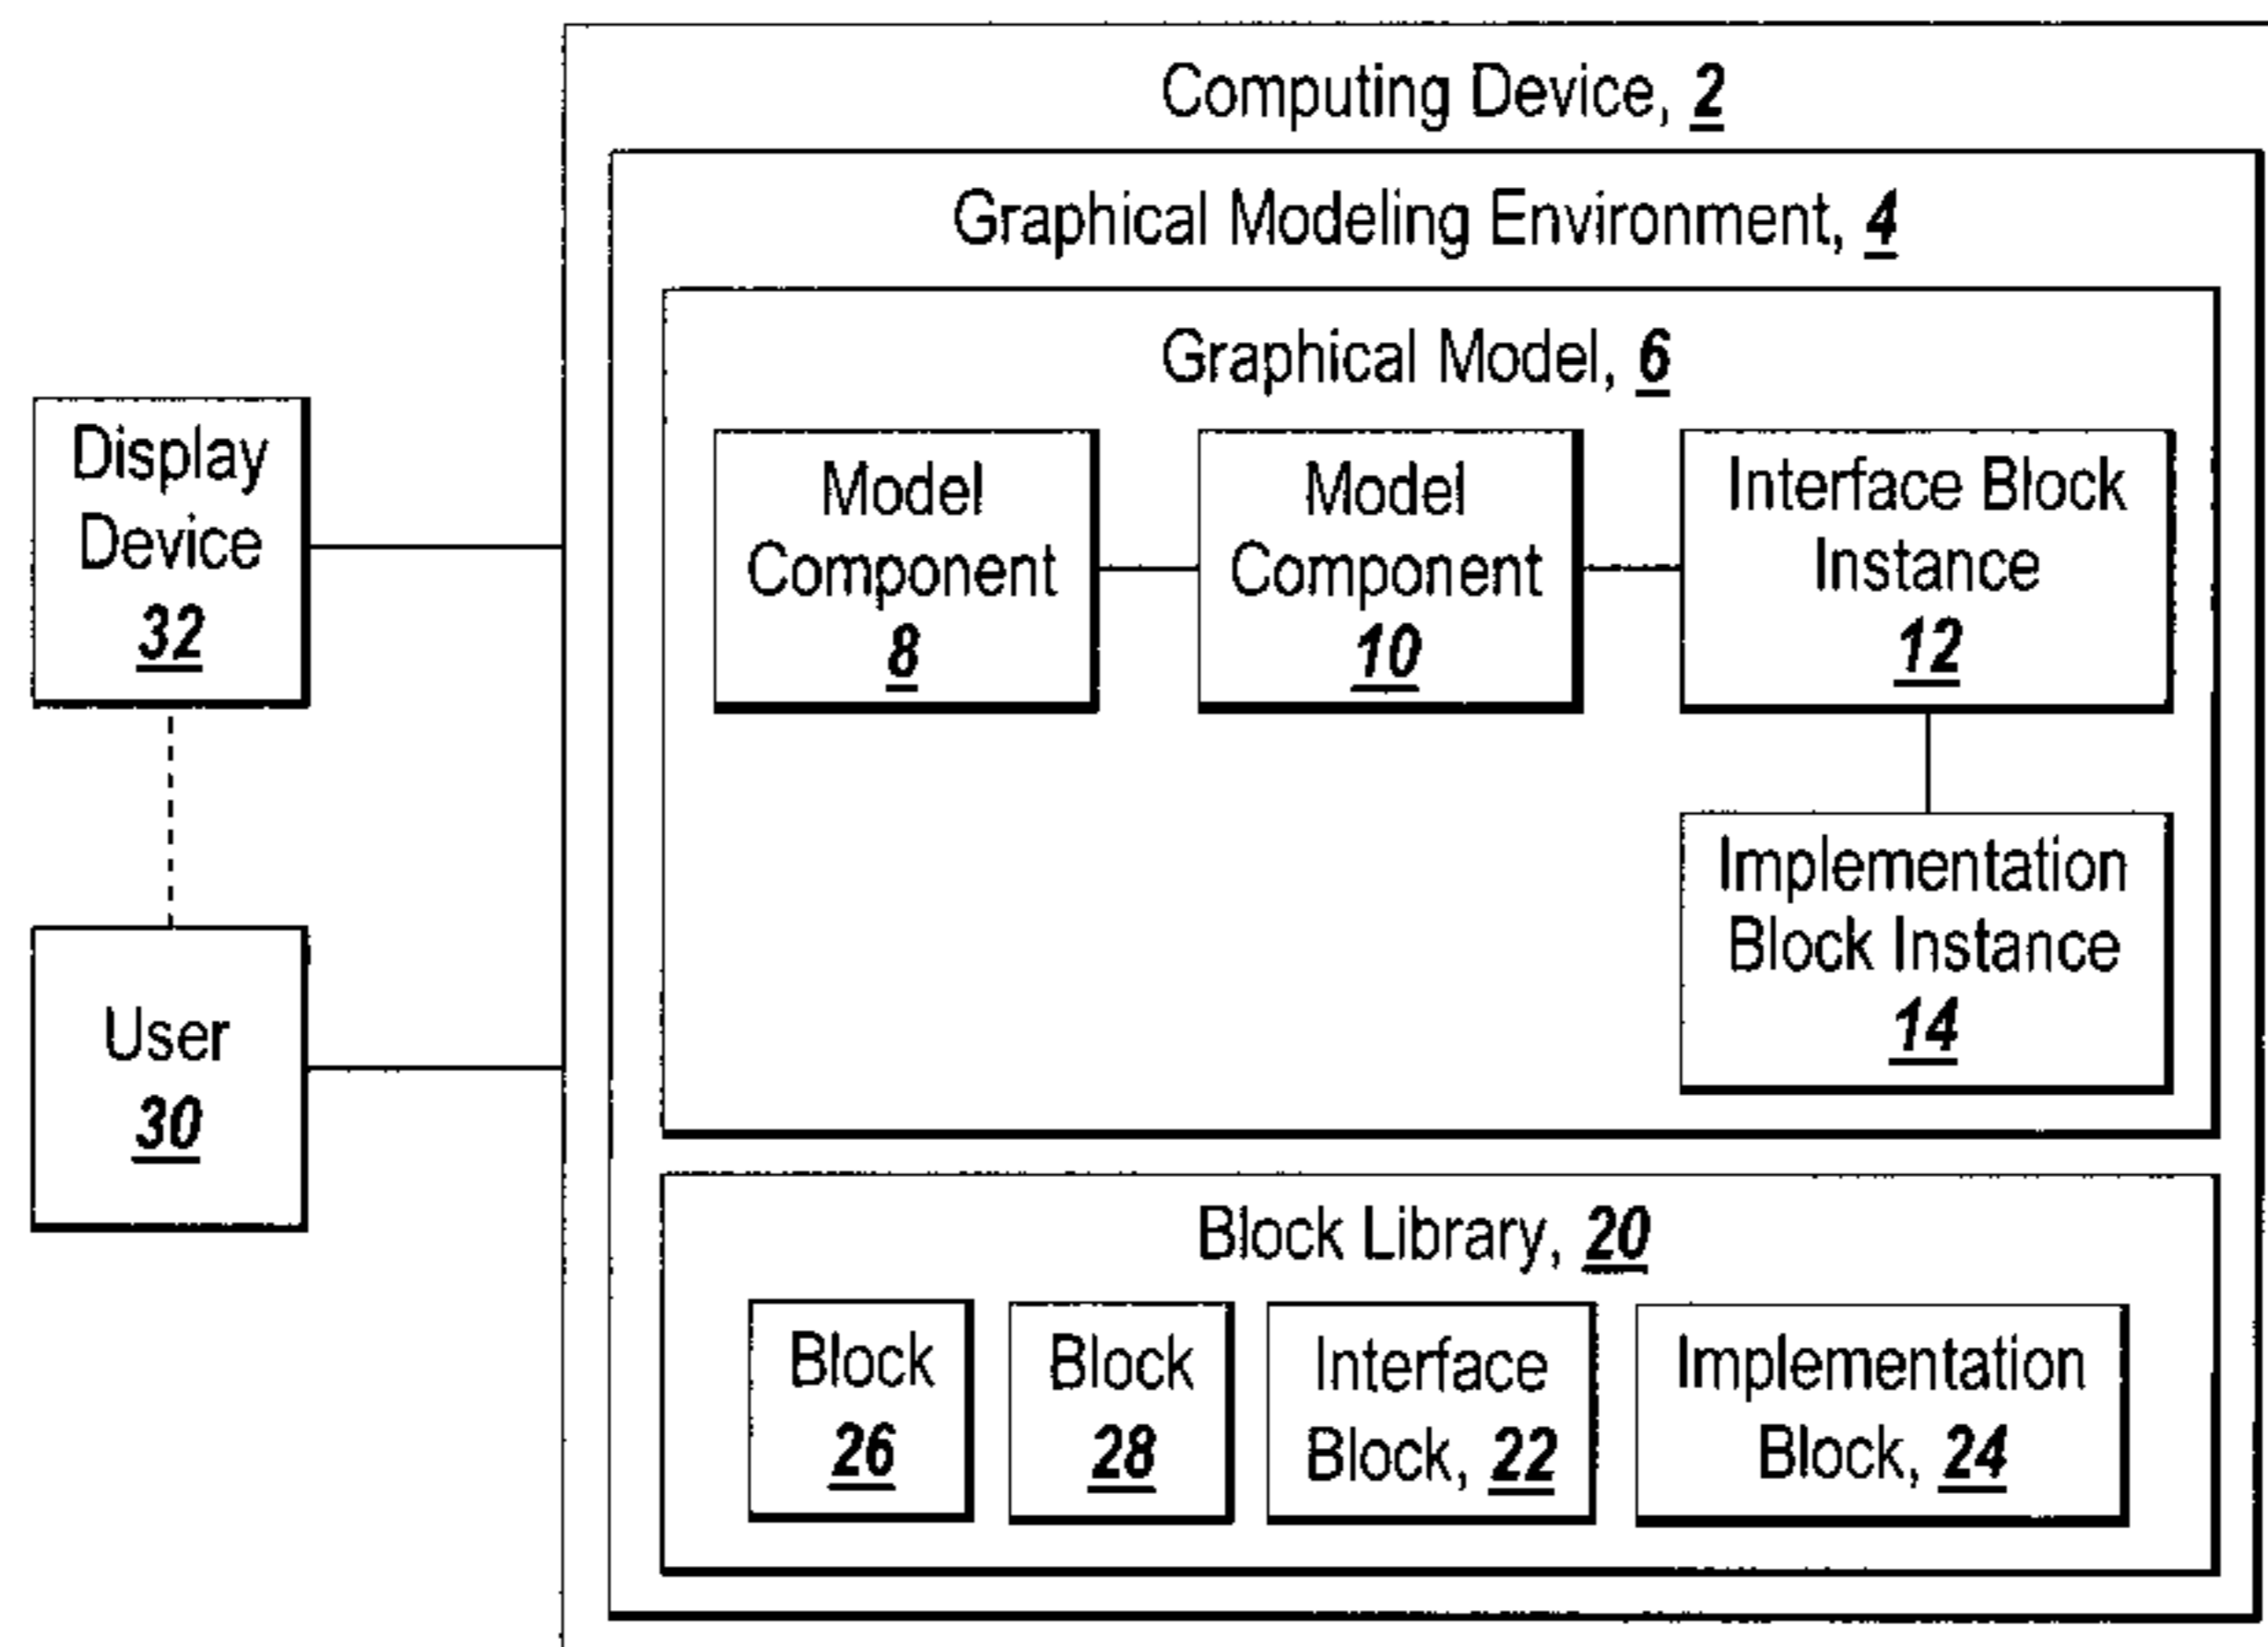 Computing Device, 2
Graphical Modeling Environment, 4
Graphical Model, 6
Display
Device
32
Model
Component
8
Model
Component
10
Interface Block
Instance
12
Implementation
Block Instance
14
User
30
Block Library, 20
Block
26
Block
28
Interface
Block, 22
Implementation
Block, 24